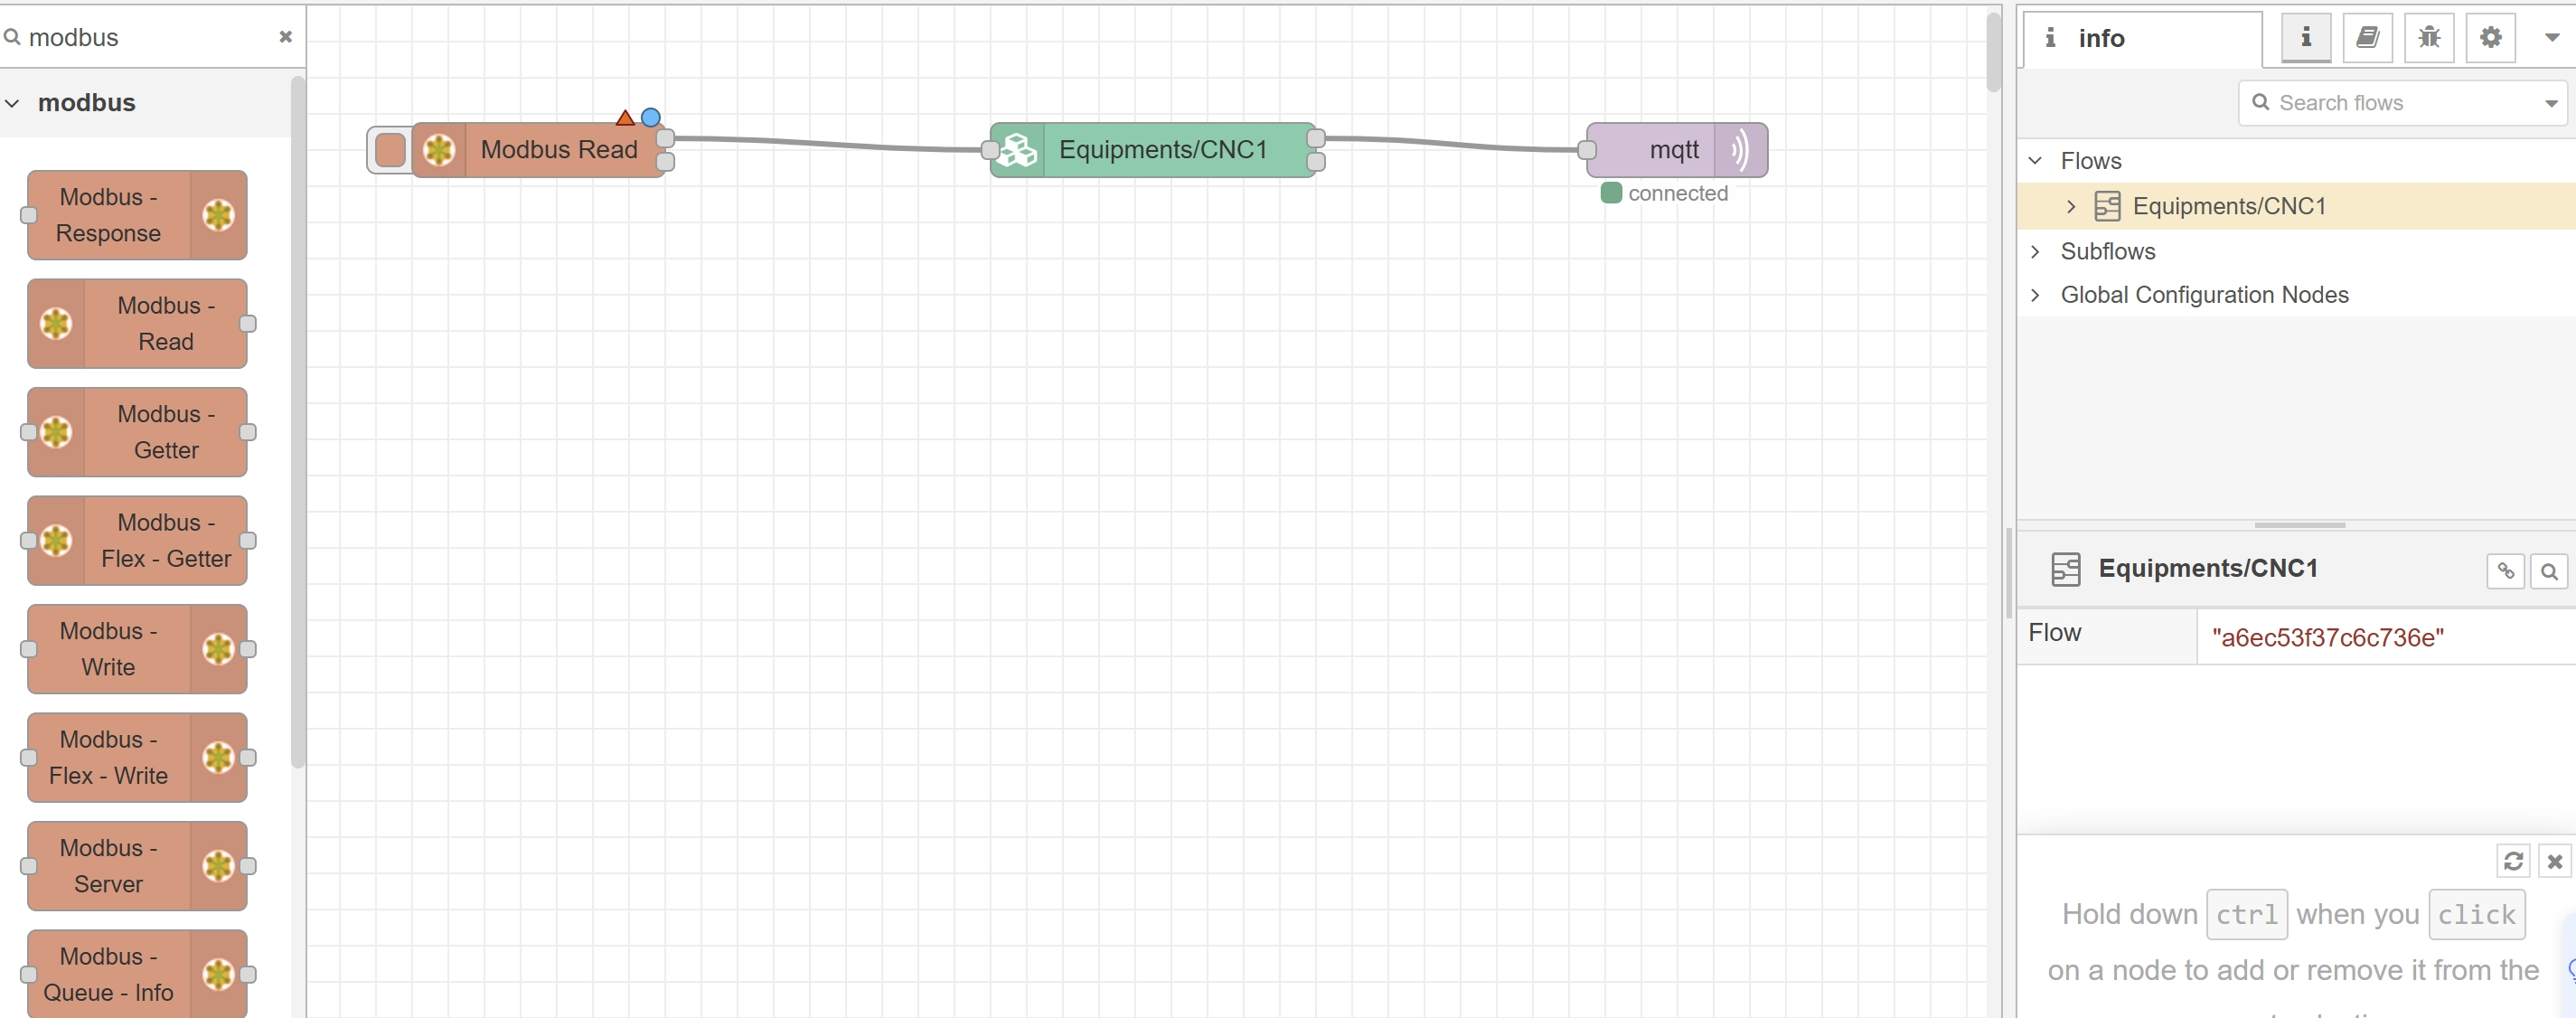 modbus
modbus
Modbus -
Response
Modbus -
Read
Modbus -
Getter
Modbus -
Flex - Getter
Modbus -
Write
Modbus -
Flex - Write
Modbus -
Server
Modbus -
Queue - Info
Modbus Read
Equipments/CNC1
mqtt
connected
info
Search flows
Flows
Equipments/CNC1
Subflows
Global Configuration Nodes
Equipments/CNC1
Flow "a6ec53f37c6c736e"
Hold down ctrl when you click
on a node to add or remove it from the